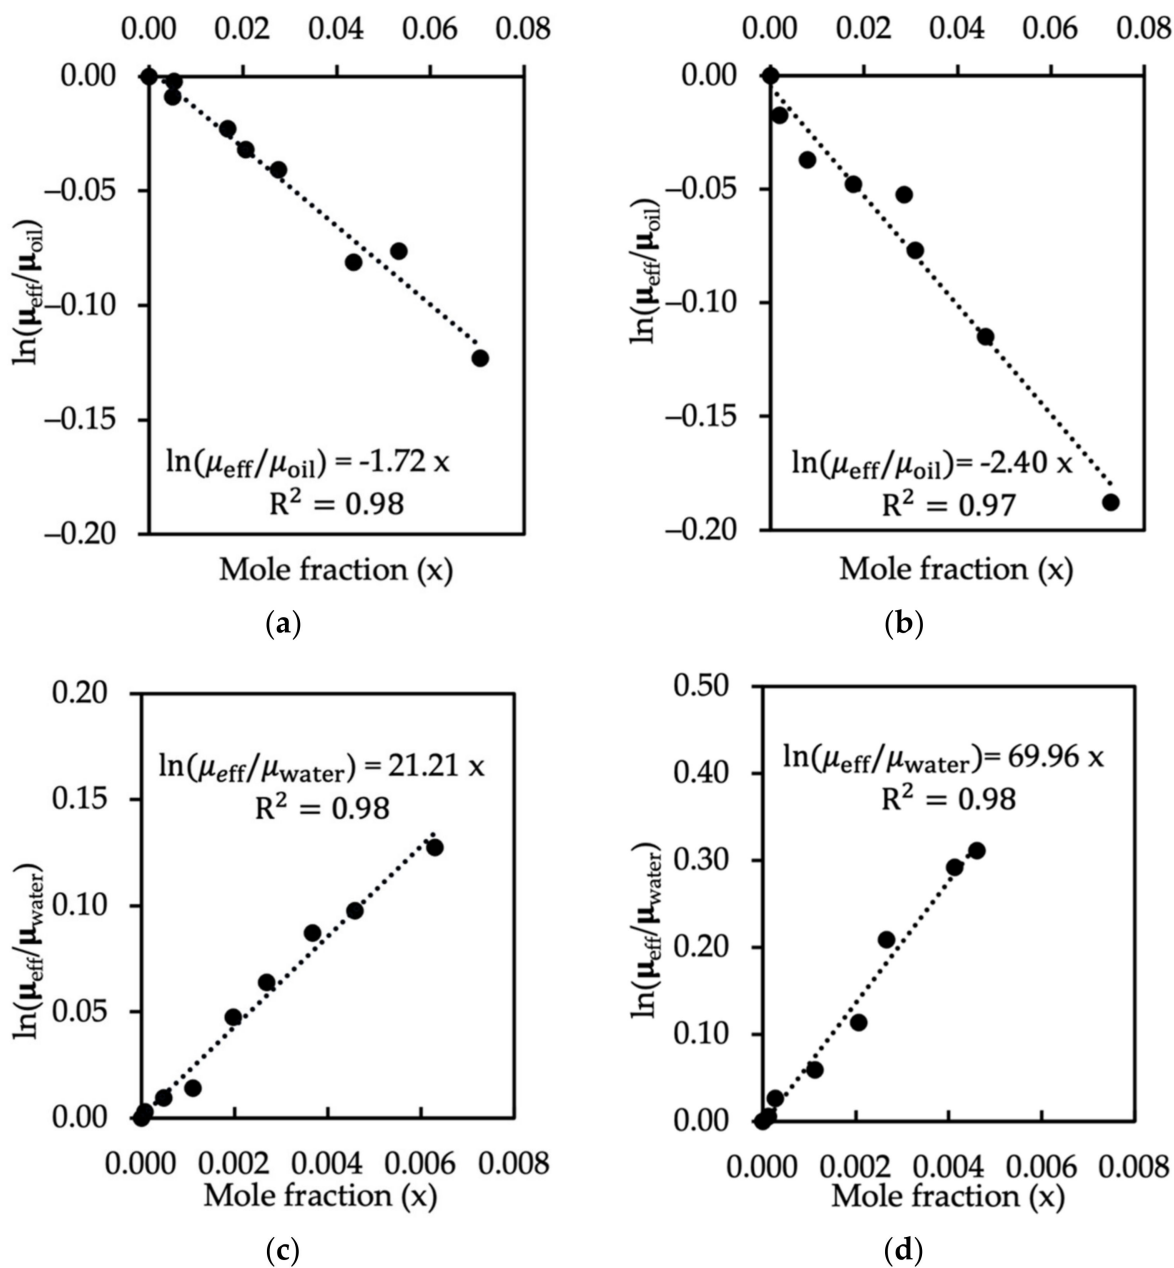 0.00 0.02 0.04 0.06 0.08
0.00
−0.05
−0.10
−0.15
−0.20
ln(μeff/μoil)
ln(μeff/μoil) = -1.72 x
R² = 0.98
Mole fraction (x)
(a)
0.00 0.02 0.04 0.06 0.08
0.00
−0.05
−0.10
−0.15
−0.20
ln(μeff/μoil)
ln(μeff/μoil)= -2.40 x
R² = 0.97
Mole fraction (x)
(b)
0.20
0.15
0.10
0.05
0.00
ln(μeff/μwater)
ln(μeff/μwater) = 21.21 x
R² = 0.98
0.000 0.002 0.004 0.006 0.008
Mole fraction (x)
(c)
0.50
0.40
0.30
0.20
0.10
0.00
ln(μeff/μwater)
ln(μeff/μwater)= 69.96 x
R² = 0.98
0.000 0.002 0.004 0.006 0.008
Mole fraction (x)
(d)